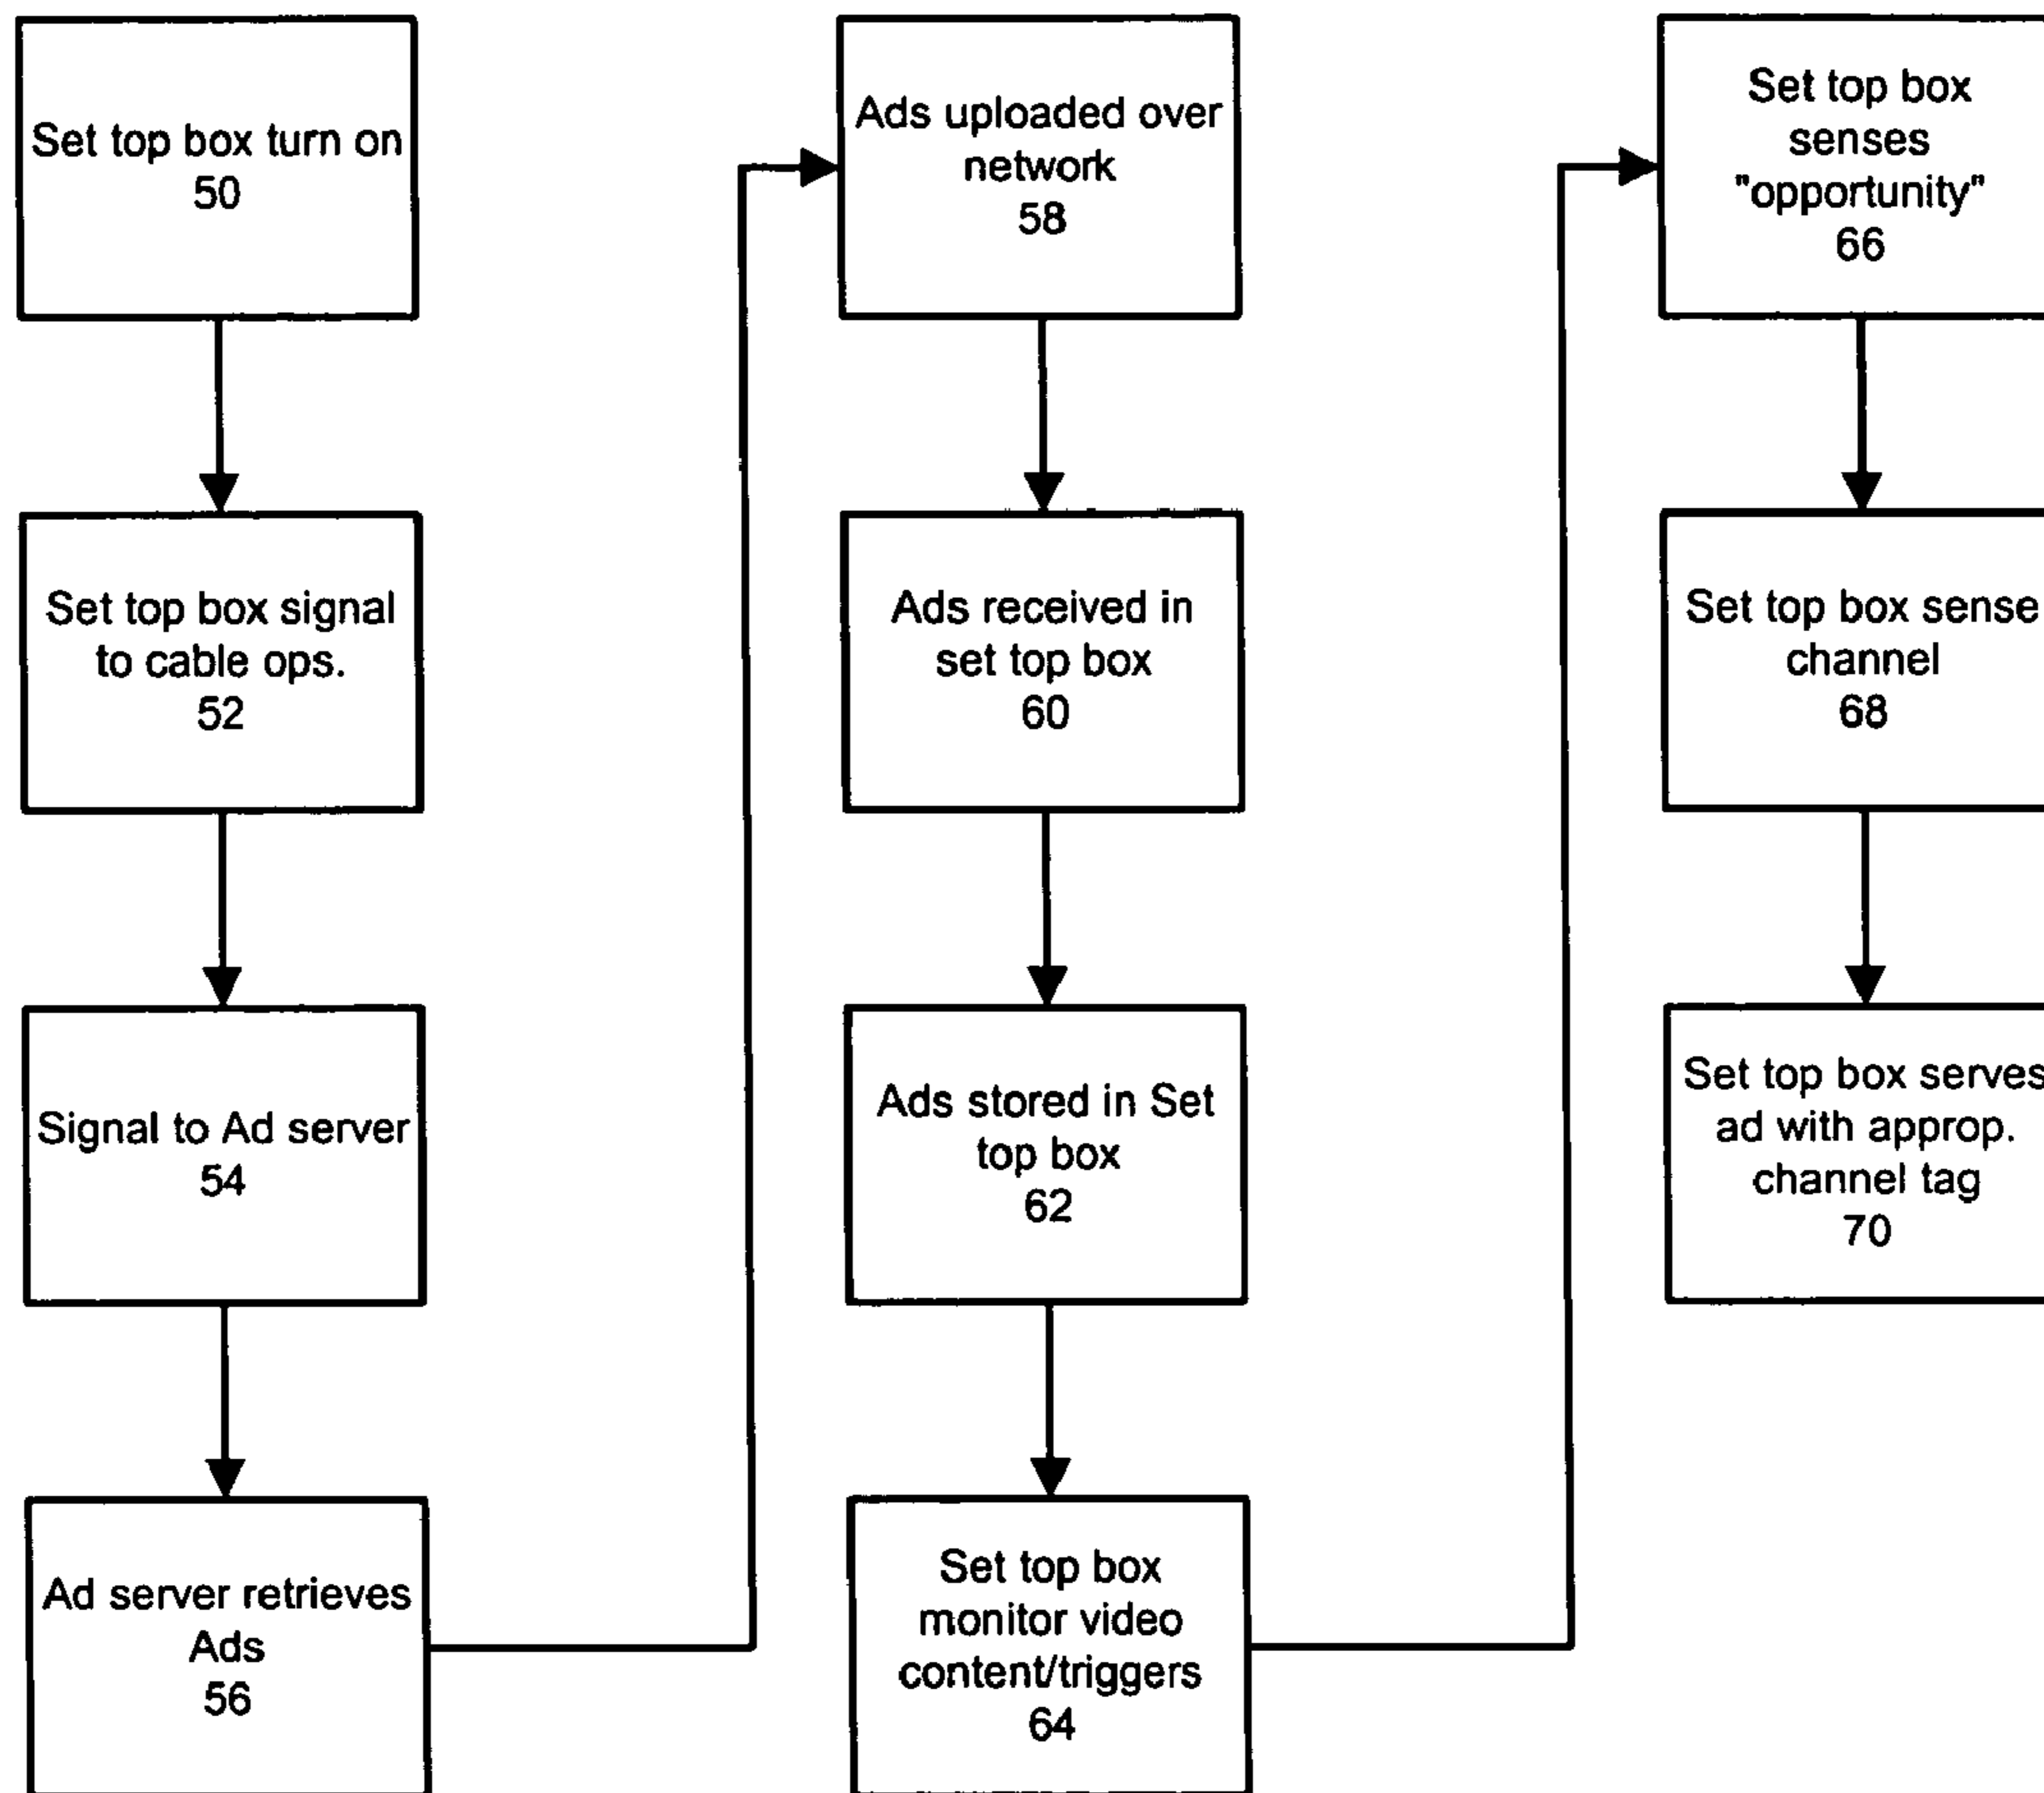 Set top box turn on
50
Set top box signal
to cable ops.
52
Signal to Ad server
54
Ad server retrieves
Ads
56
Ads uploaded over
network
58
Ads received in
set top box
60
Ads stored in Set
top box
62
Set top box
monitor video
content/triggers
64
Set top box
senses
"opportunity"
66
Set top box sense
channel
68
Set top box serves
ad with approp.
channel tag
70